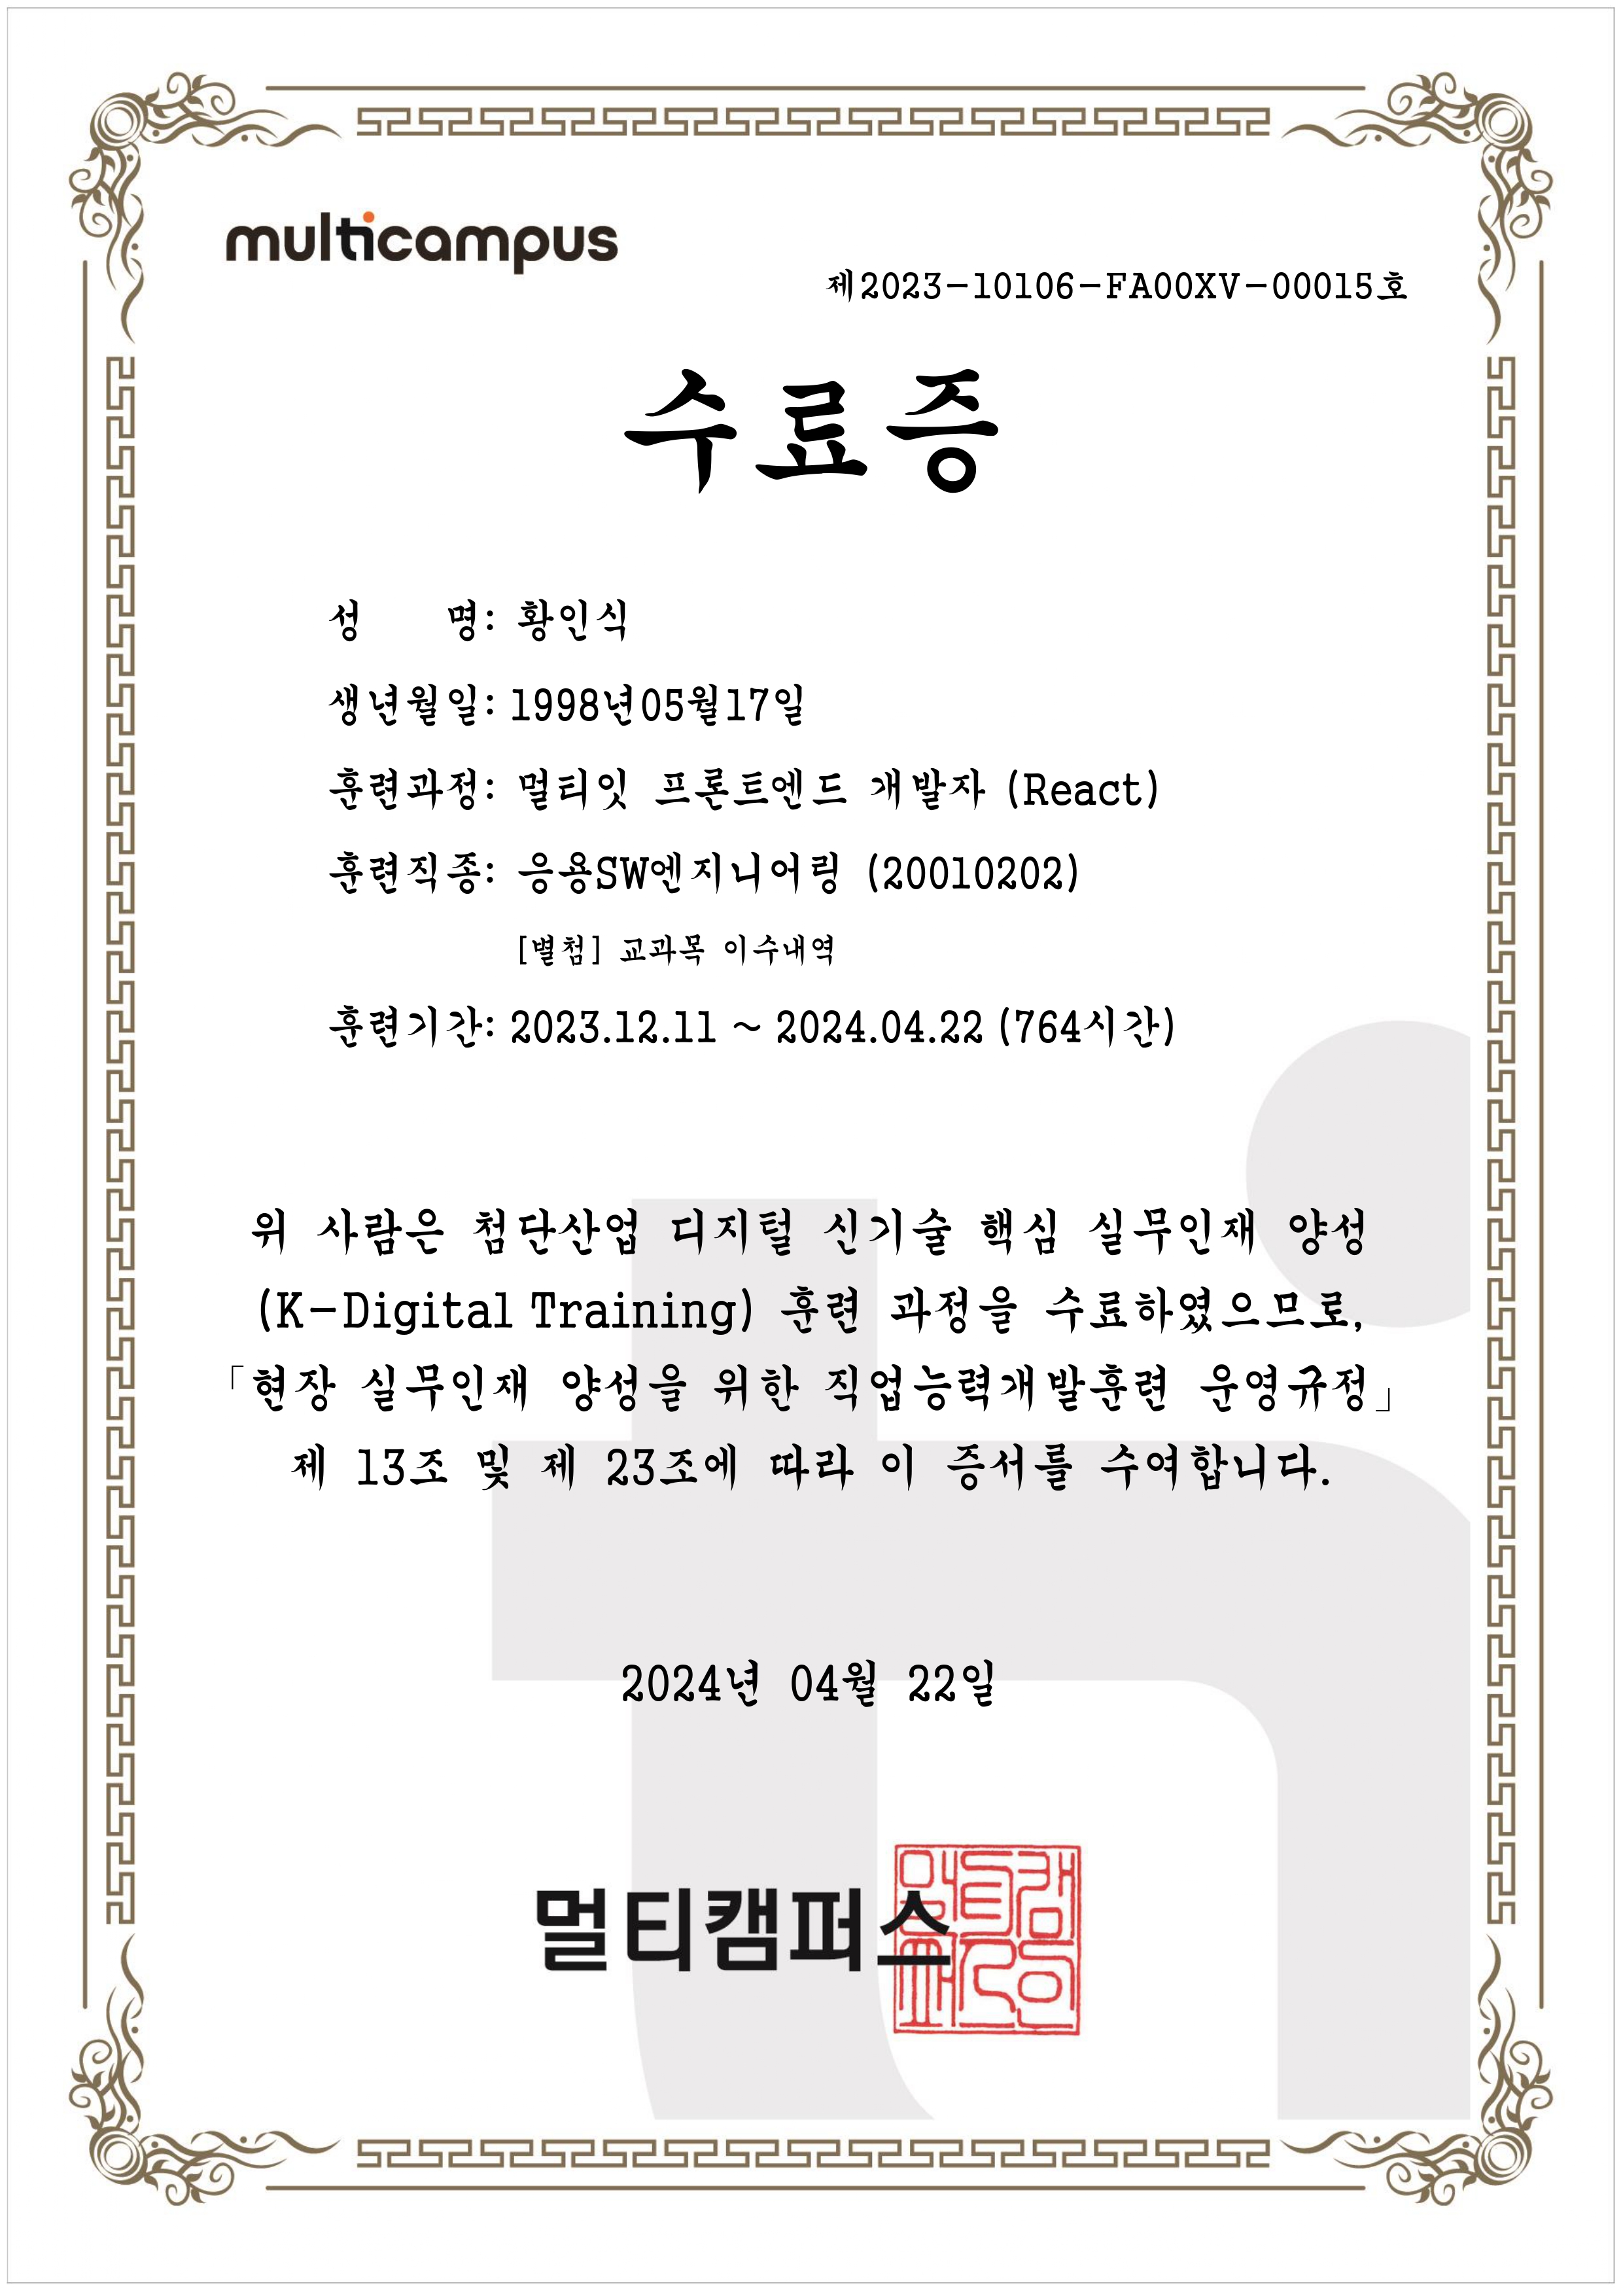 multicampus
제2023-10106-FA00XV-00015호
수료증
성 명: 황인식
생년월일: 1998년05월17일
훈련과정: 멀티잇 프론트엔드 개발자 (React)
훈련직종: 응용SW엔지니어링 (20010202)
[별첨] 교과목 이수내역
훈련기간: 2023.12.11 ~ 2024.04.22 (764시간)
위 사람은 첨단산업 디지털 신기술 핵심 실무인재 양성
(K-Digital Training) 훈련 과정을 수료하였으므로,
「현장 실무인재 양성을 위한 직업능력개발훈련 운영규정」
제 13조 및 제 23조에 따라 이 증서를 수여합니다.
2024년 04월 22일
멀티캠퍼스